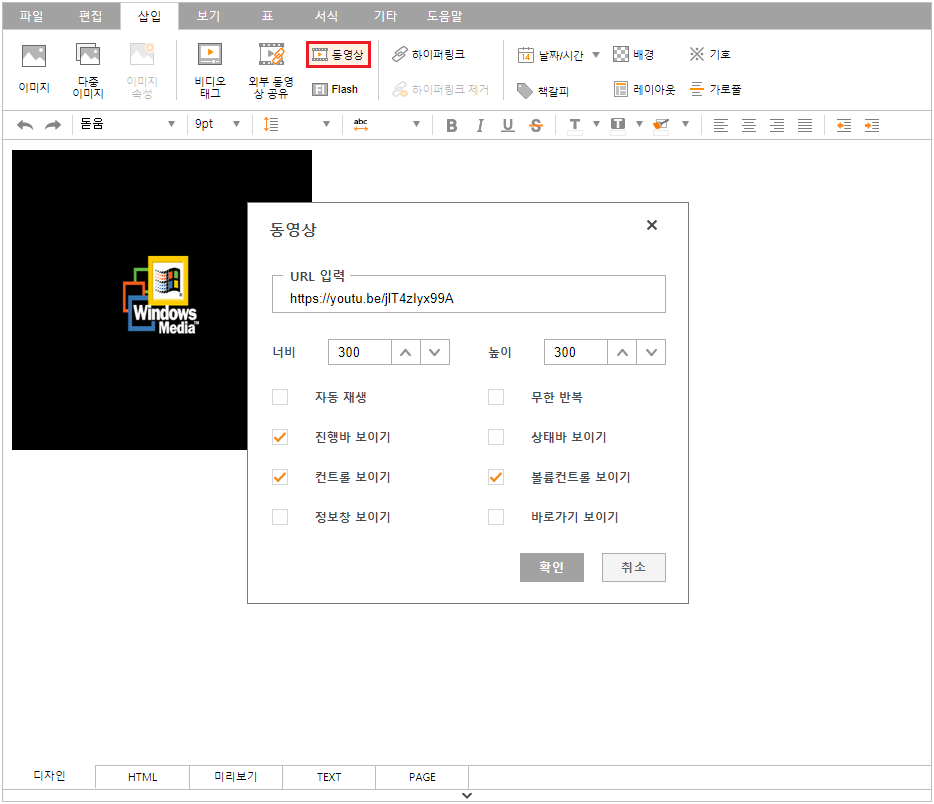 파일 편집 삽입 보기 표 서식 기타 도움말
이미지
다중
이미지
이미지
속성
비디오
태그
외부 동영
상 공유
동영상
Flash
하이퍼링크
하이퍼링크 제거
14 날짜/시간
책갈피
배경
레이아웃
기호
가로줄
돋움 9pt abc B I U S T T
동영상
URL 입력
https://youtu.be/jlT4zIyx99A
너비 300 높이 300
자동 재생 무한 반복
진행바 보이기 상태바 보이기
컨트롤 보이기 볼륨컨트롤 보이기
정보창 보이기 바로가기 보이기
확인 취소
Windows
Media™
디자인 HTML 미리보기 TEXT PAGE